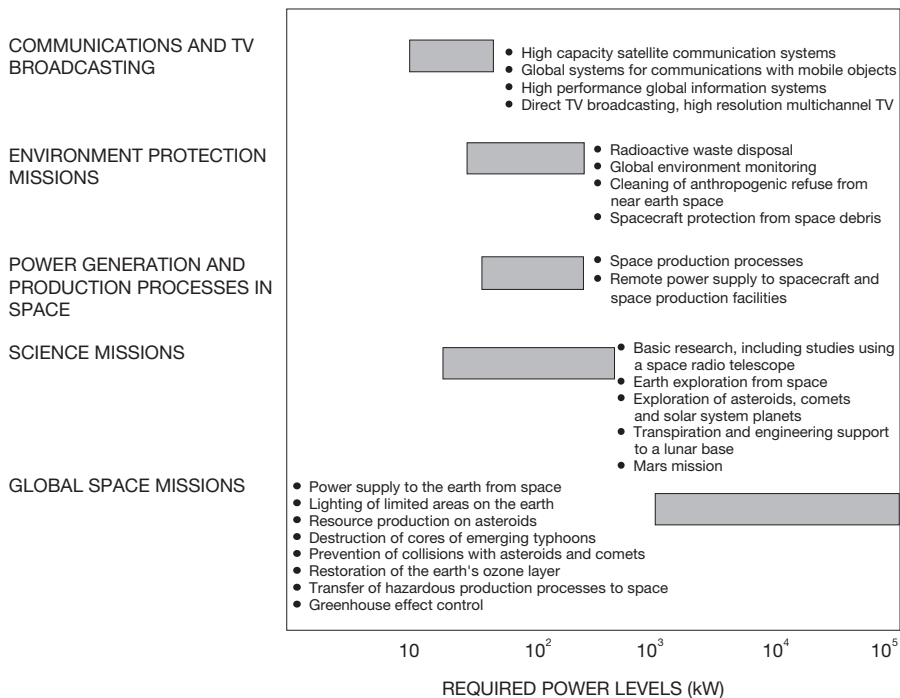 COMMUNICATIONS AND TV
BROADCASTING
• High capacity satellite communication systems
• Global systems for communications with mobile objects
• High performance global information systems
• Direct TV broadcasting, high resolution multichannel TV
ENVIRONMENT PROTECTION
MISSIONS
• Radioactive waste disposal
• Global environment monitoring
• Cleaning of anthropogenic refuse from
near earth space
• Spacecraft protection from space debris
POWER GENERATION AND
PRODUCTION PROCESSES IN
SPACE
• Space production processes
• Remote power supply to spacecraft and
space production facilities
SCIENCE MISSIONS
• Basic research, including studies using
a space radio telescope
• Earth exploration from space
• Exploration of asteroids, comets
and solar system planets
• Transpiration and engineering support
to a lunar base
• Mars mission
GLOBAL SPACE MISSIONS
• Power supply to the earth from space
• Lighting of limited areas on the earth
• Resource production on asteroids
• Destruction of cores of emerging typhoons
• Prevention of collisions with asteroids and comets
• Restoration of the earth's ozone layer
• Transfer of hazardous production processes to space
• Greenhouse effect control
10 10² 10³ 10⁴ 10⁵
REQUIRED POWER LEVELS (kW)